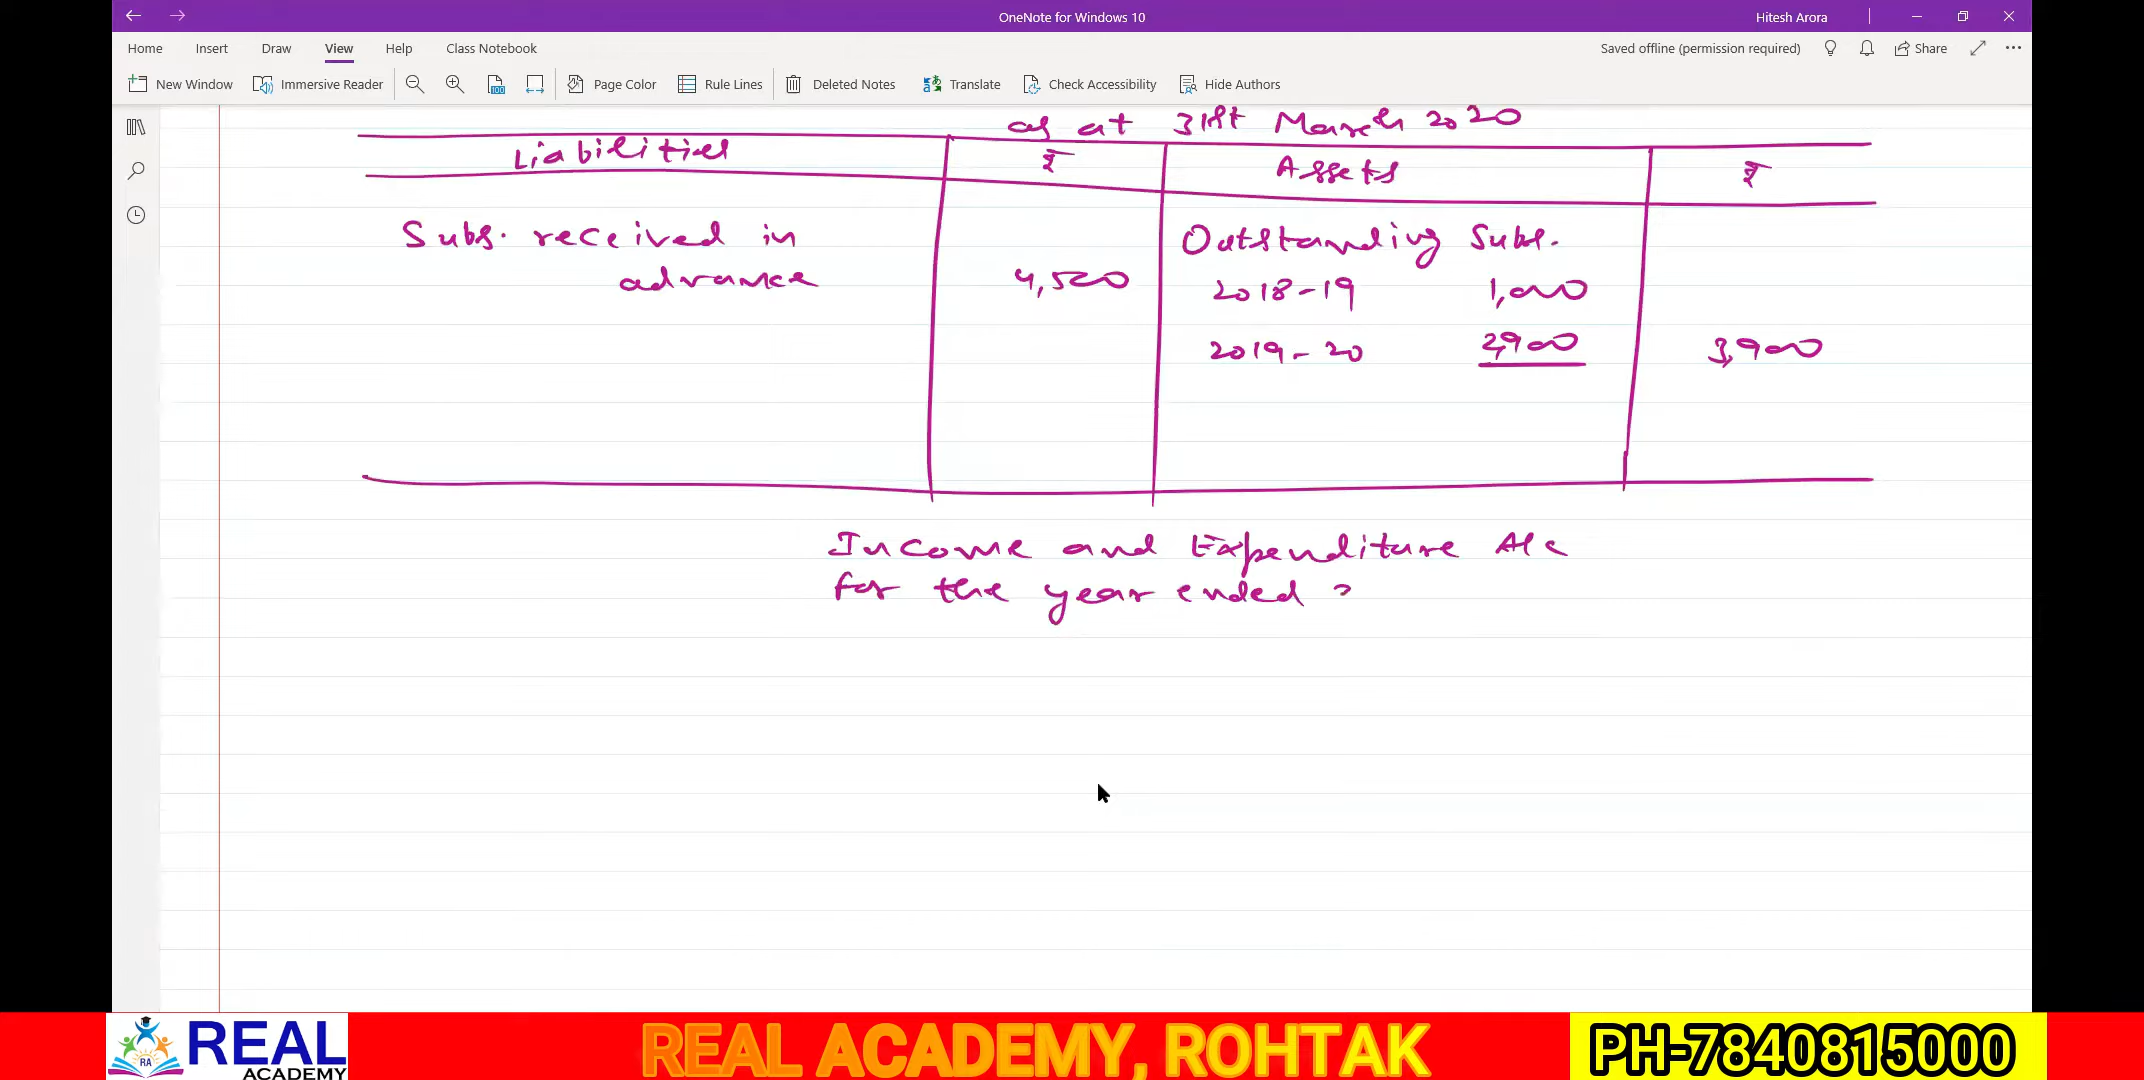 OneNote for Windows 10
Hitesh Arora
Home Insert Draw View Help Class Notebook
Saved offline (permission required) Share
New Window Immersive Reader Page Color Rule Lines Deleted Notes Translate Check Accessibility Hide Authors
as at 31st March 2020
Liabilities ₹ Assets ₹
Subs. received in
advance 4,500
Outstanding Subs.
2018-19 1,000
2019-20 2,900 3,900
Income and Expenditure A/c
for the year ended
RA
REAL
ACADEMY
REAL ACADEMY, ROHTAK
PH-7840815000